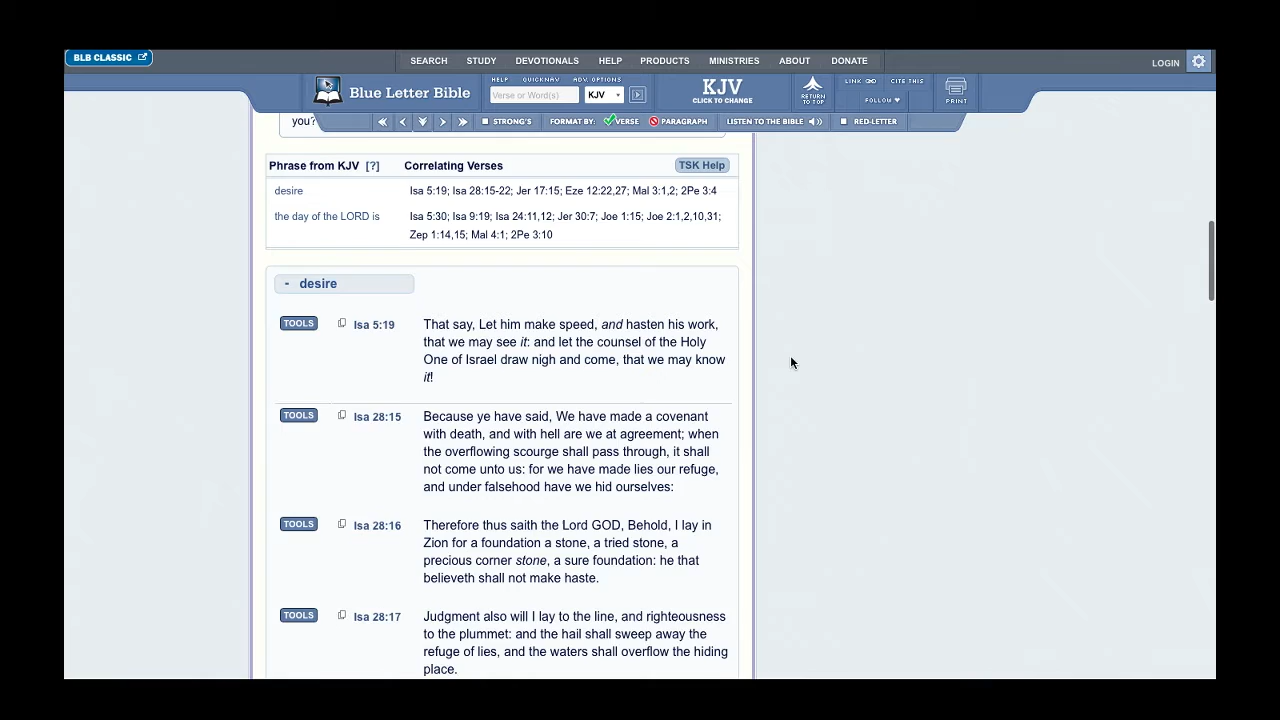 BLB CLASSIC
SEARCH STUDY DEVOTIONALS HELP PRODUCTS MINISTRIES ABOUT DONATE
LOGIN
Blue Letter Bible
HELP QUICKNAV ADV. OPTIONS
Verse or Word(s)
KJV
KJV
CLICK TO CHANGE
RETURN
TO TOP
LINK CITE THIS
FOLLOW
PRINT
STRONG'S FORMAT BY: VERSE PARAGRAPH LISTEN TO THE BIBLE RED-LETTER
you?
Phrase from KJV [?] Correlating Verses TSK Help
desire Isa 5:19; Isa 28:15-22; Jer 17:15; Eze 12:22,27; Mal 3:1,2; 2Pe 3:4
the day of the LORD is Isa 5:30; Isa 9:19; Isa 24:11,12; Jer 30:7; Joe 1:15; Joe 2:1,2,10,31;
Zep 1:14,15; Mal 4:1; 2Pe 3:10
- desire
TOOLS Isa 5:19 That say, Let him make speed, and hasten his work,
that we may see it: and let the counsel of the Holy
One of Israel draw nigh and come, that we may know
it!
TOOLS Isa 28:15 Because ye have said, We have made a covenant
with death, and with hell are we at agreement; when
the overflowing scourge shall pass through, it shall
not come unto us: for we have made lies our refuge,
and under falsehood have we hid ourselves:
TOOLS Isa 28:16 Therefore thus saith the Lord GOD, Behold, I lay in
Zion for a foundation a stone, a tried stone, a
precious corner stone, a sure foundation: he that
believeth shall not make haste.
TOOLS Isa 28:17 Judgment also will I lay to the line, and righteousness
to the plummet: and the hail shall sweep away the
refuge of lies, and the waters shall overflow the hiding
place.